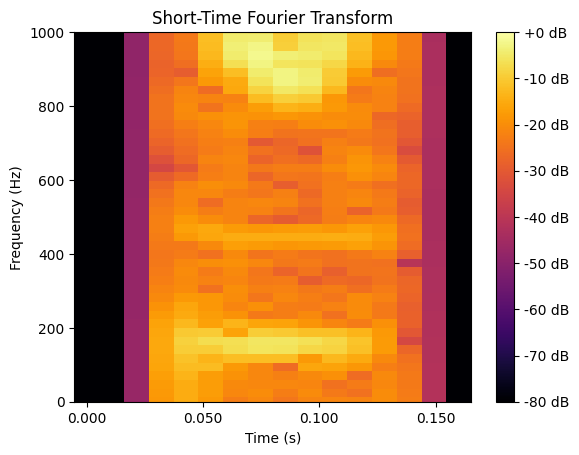 Short-Time Fourier Transform
Frequency (Hz)
1000
800
600
400
200
0
0.000
0.050
0.100
0.150
Time (s)
+0 dB
-10 dB
-20 dB
-30 dB
-40 dB
-50 dB
-60 dB
-70 dB
-80 dB